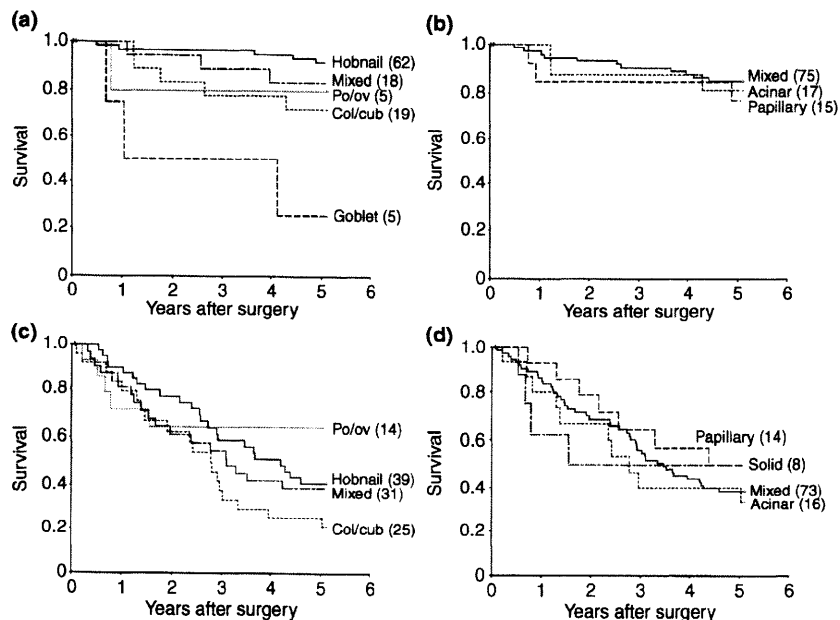 (a)
1.0
0.8
0.6
0.4
0.2
0
Survival
Hobnail (62)
Mixed (18)
Po/ov (5)
Col/cub (19)
Goblet (5)
0 1 2 3 4 5 6
Years after surgery
(b)
1.0
0.8
0.6
0.4
0.2
0
Survival
Mixed (75)
Acinar (17)
Papillary (15)
0 1 2 3 4 5 6
Years after surgery
(c)
1.0
0.8
0.6
0.4
0.2
0
Survival
Po/ov (14)
Hobnail (39)
Mixed (31)
Col/cub (25)
0 1 2 3 4 5 6
Years after surgery
(d)
1.0
0.8
0.6
0.4
0.2
0
Survival
Papillary (14)
Solid (8)
Mixed (73)
Acinar (16)
0 1 2 3 4 5 6
Years after surgery